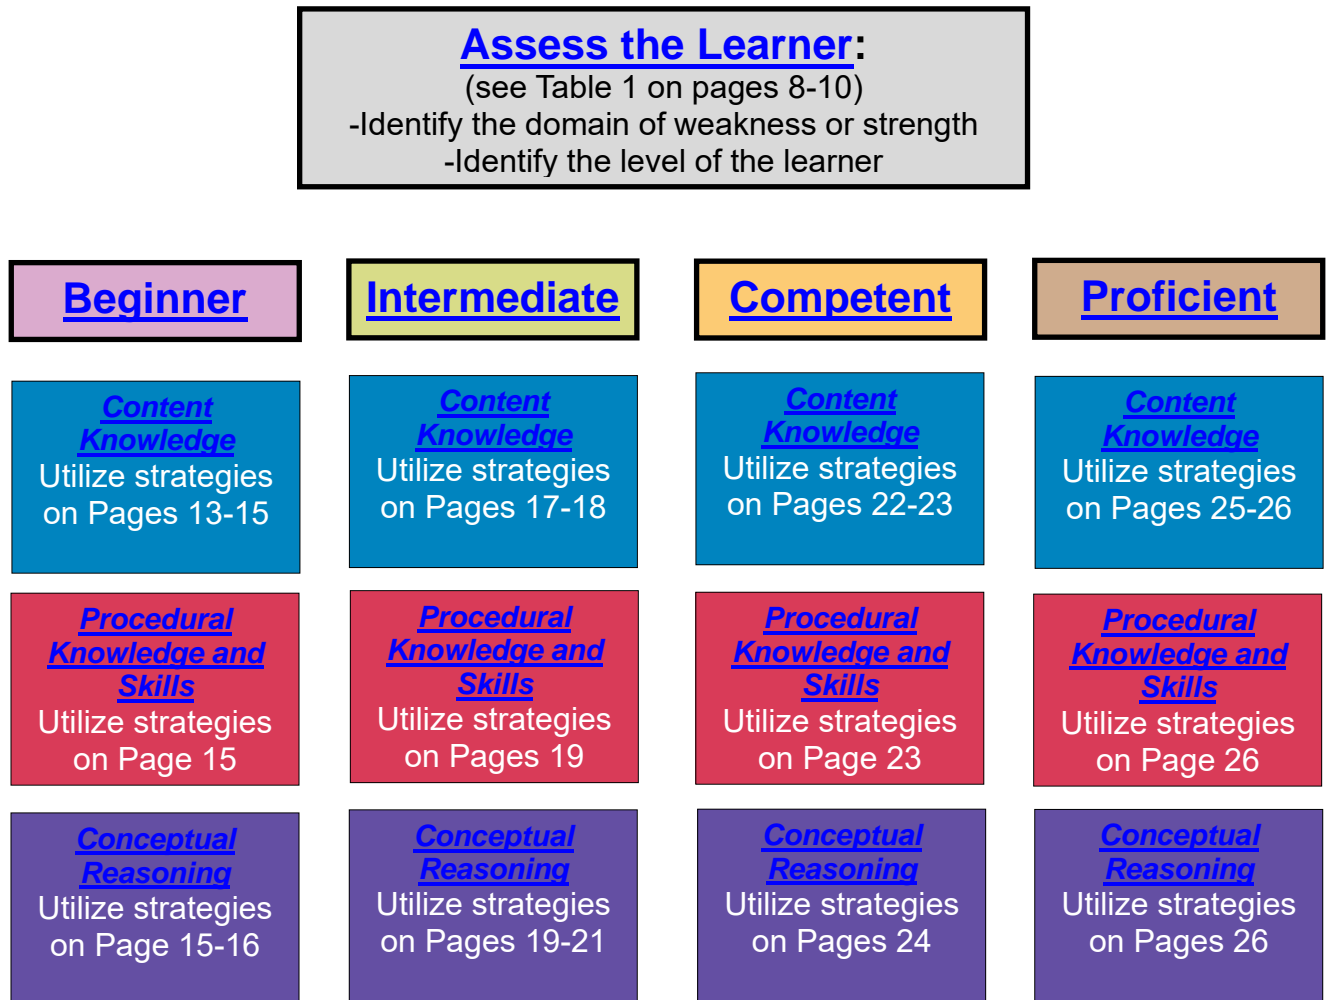 Assess the Learner:
(see Table 1 on pages 8-10)
-Identify the domain of weakness or strength
-Identify the level of the learner
Beginner
Intermediate
Competent
Proficient
Content
Knowledge
Utilize strategies
on Pages 13-15
Content
Knowledge
Utilize strategies
on Pages 17-18
Content
Knowledge
Utilize strategies
on Pages 22-23
Content
Knowledge
Utilize strategies
on Pages 25-26
Procedural
Knowledge and
Skills
Utilize strategies
on Page 15
Procedural
Knowledge and
Skills
Utilize strategies
on Pages 19
Procedural
Knowledge and
Skills
Utilize strategies
on Page 23
Procedural
Knowledge and
Skills
Utilize strategies
on Page 26
Conceptual
Reasoning
Utilize strategies
on Page 15-16
Conceptual
Reasoning
Utilize strategies
on Pages 19-21
Conceptual
Reasoning
Utilize strategies
on Pages 24
Conceptual
Reasoning
Utilize strategies
on Pages 26